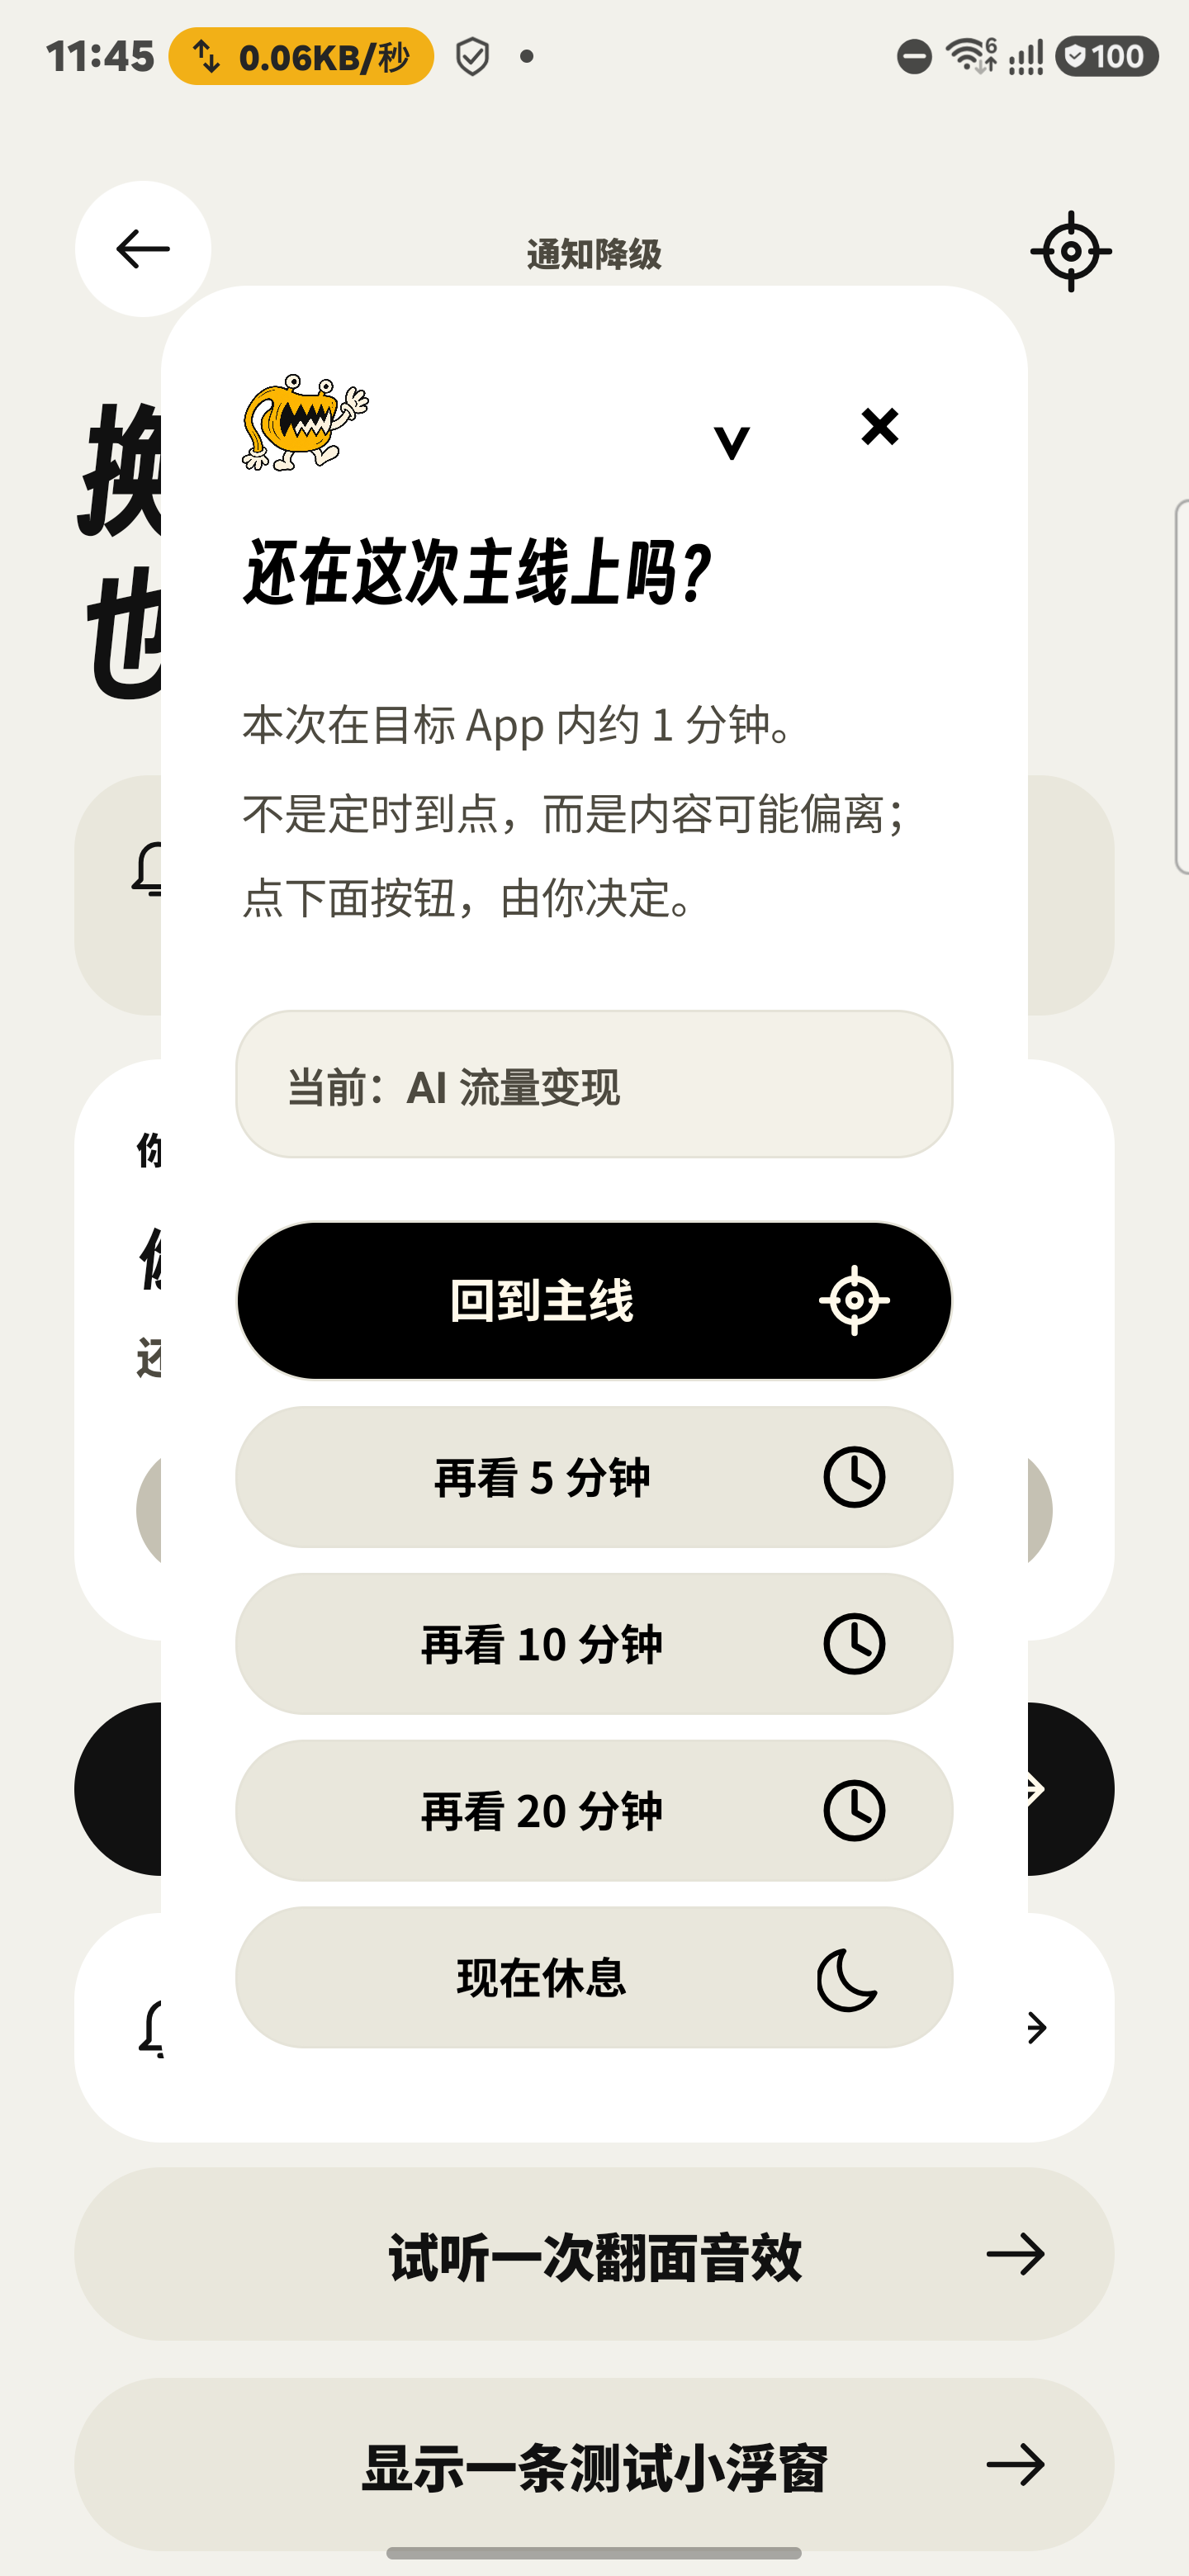 11:45
0.06KB/秒
6
100
通知降级
换
也
还在这次主线上吗?
本次在目标 App 内约 1 分钟。
不是定时到点，而是内容可能偏离；
点下面按钮，由你决定。
当前：AI 流量变现
你
还
回到主线
再看 5 分钟
再看 10 分钟
再看 20 分钟
现在休息
试听一次翻面音效
显示一条测试小浮窗